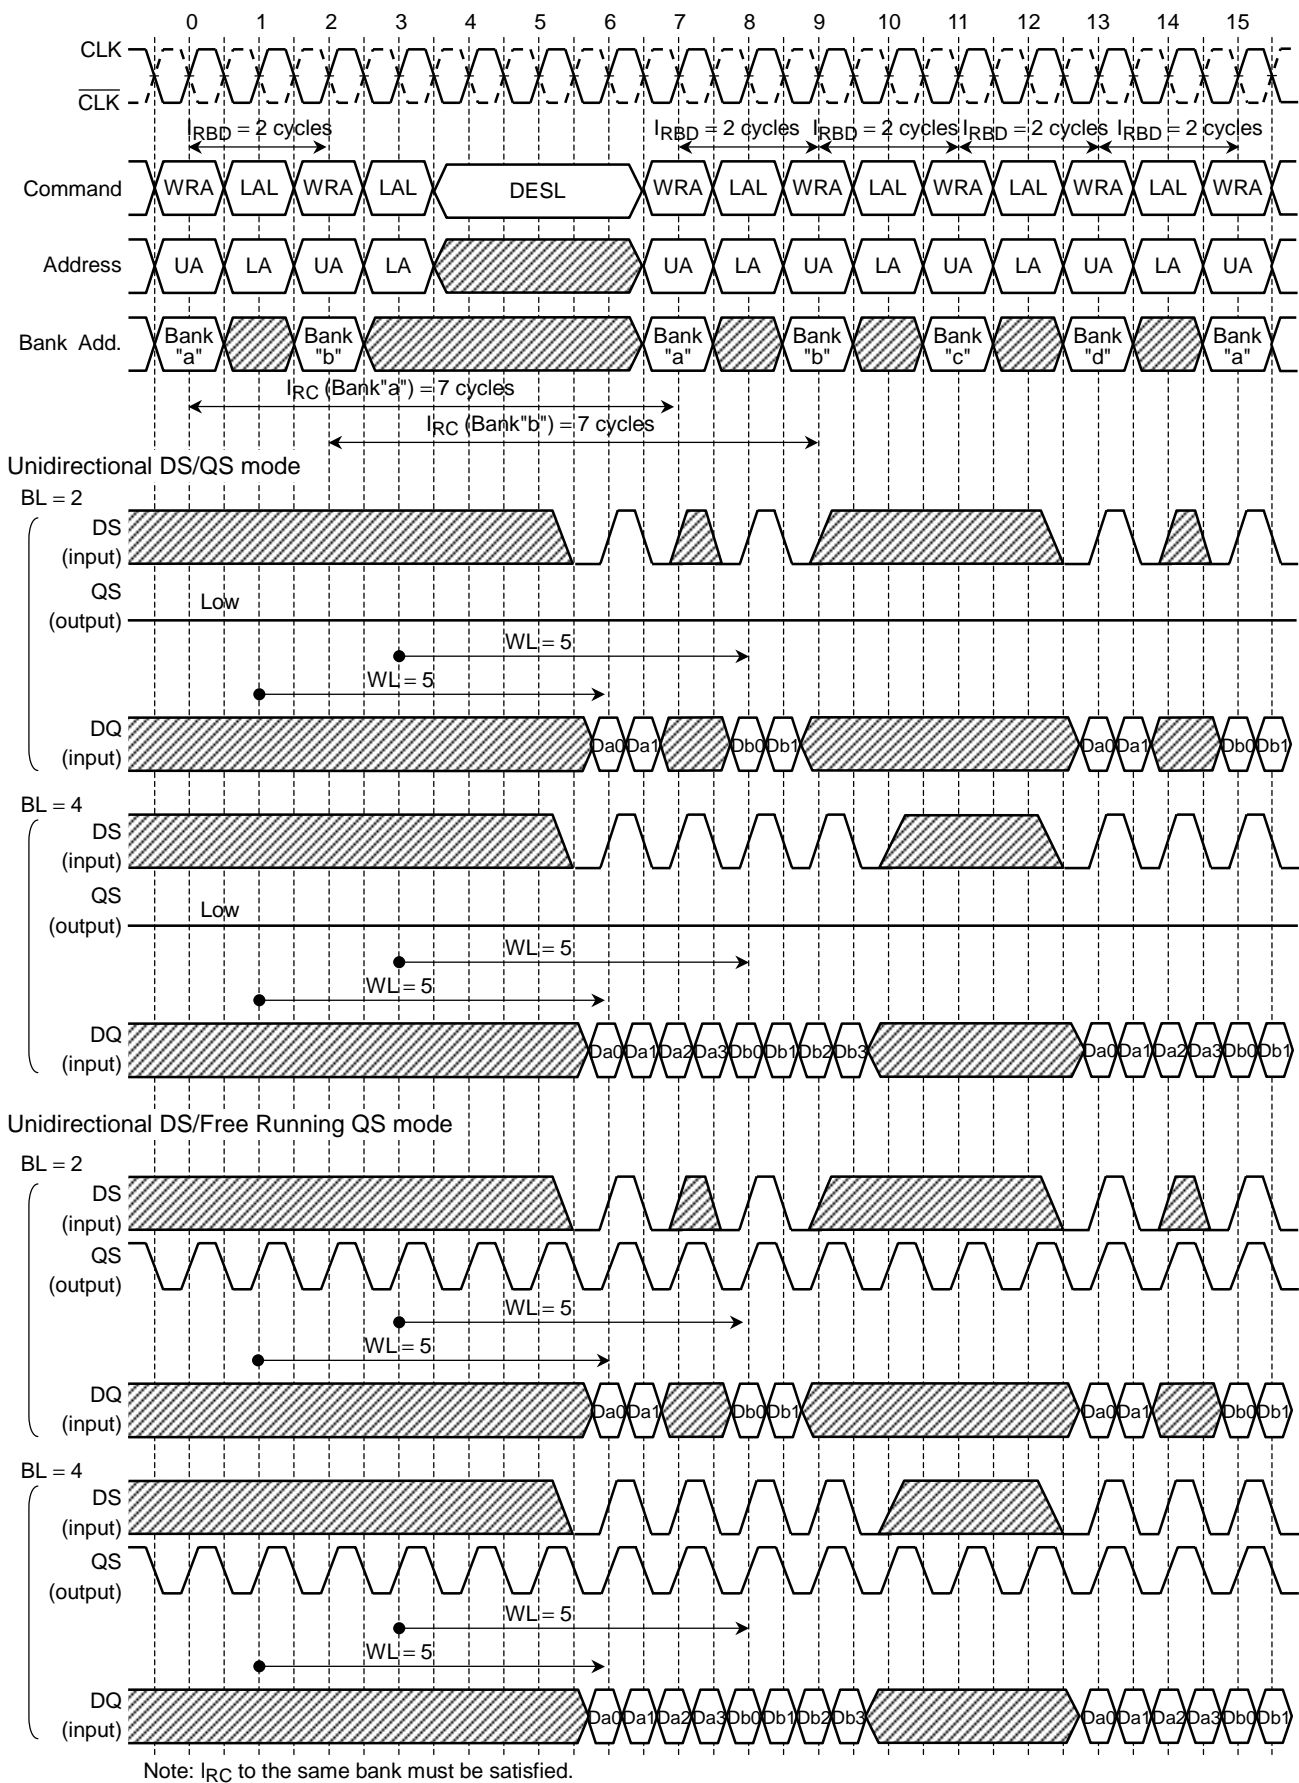 0 1 2 3 4 5 6 7 8 9 10 11 12 13 14 15
CLK
CLK
IRBD = 2 cycles IRBD = 2 cycles IRBD = 2 cycles IRBD = 2 cycles IRBD = 2 cycles
Command WRA LAL WRA LAL DESL WRA LAL WRA LAL WRA LAL WRA LAL WRA
Address UA LA UA LA UA LA UA LA UA LA UA LA UA
Bank Add. Bank "a" Bank "b" Bank "a" Bank "b" Bank "c" Bank "d" Bank "a"
IRC (Bank"a") = 7 cycles
IRC (Bank"b") = 7 cycles
Unidirectional DS/QS mode
BL = 2
DS
(input)
QS
Low
(output)
WL = 5
WL = 5
DQ
(input) Da0 Da1 Db0 Db1 Da0 Da1 Db0 Db1
BL = 4
DS
(input)
QS
Low
(output)
WL = 5
WL = 5
DQ
(input) Da0 Da1 Da2 Da3 Db0 Db1 Db2 Db3 Da0 Da1 Da2 Da3 Db0 Db1
Unidirectional DS/Free Running QS mode
BL = 2
DS
(input)
QS
(output)
WL = 5
WL = 5
DQ
(input) Da0 Da1 Db0 Db1 Da0 Da1 Db0 Db1
BL = 4
DS
(input)
QS
(output)
WL = 5
WL = 5
DQ
(input) Da0 Da1 Da2 Da3 Db0 Db1 Db2 Db3 Da0 Da1 Da2 Da3 Db0 Db1
Note: IRC to the same bank must be satisfied.